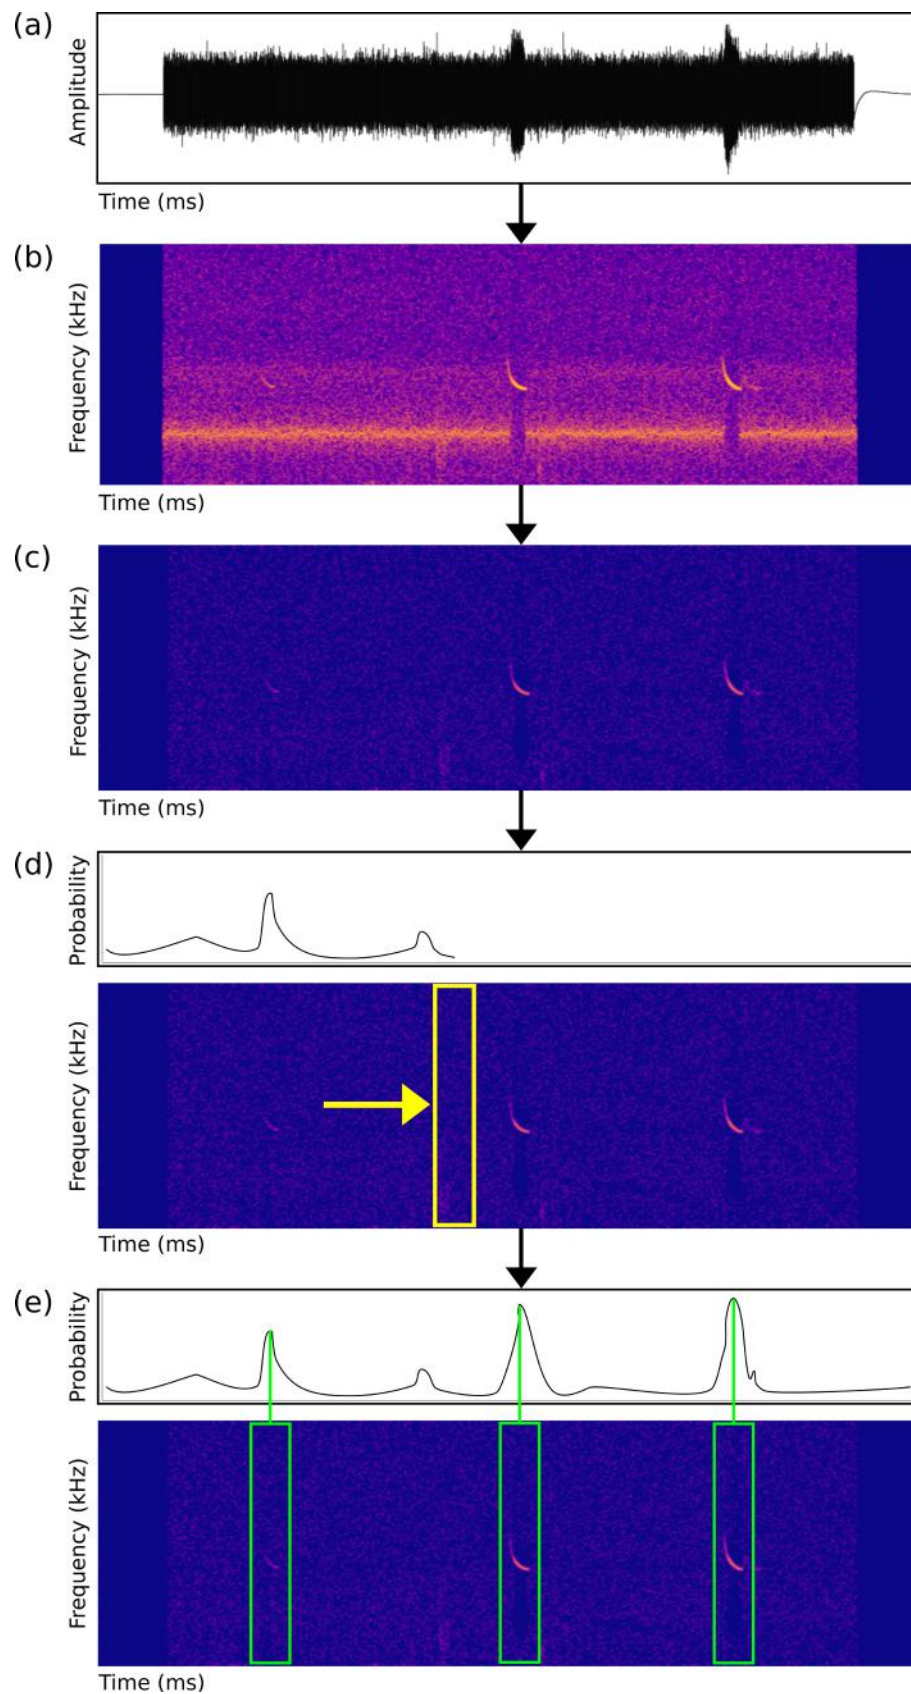 (a)
Amplitude
Time (ms)
(b)
Frequency (kHz)
Time (ms)
(c)
Frequency (kHz)
Time (ms)
(d)
Probability
Frequency (kHz)
Time (ms)
(e)
Probability
Frequency (kHz)
Time (ms)